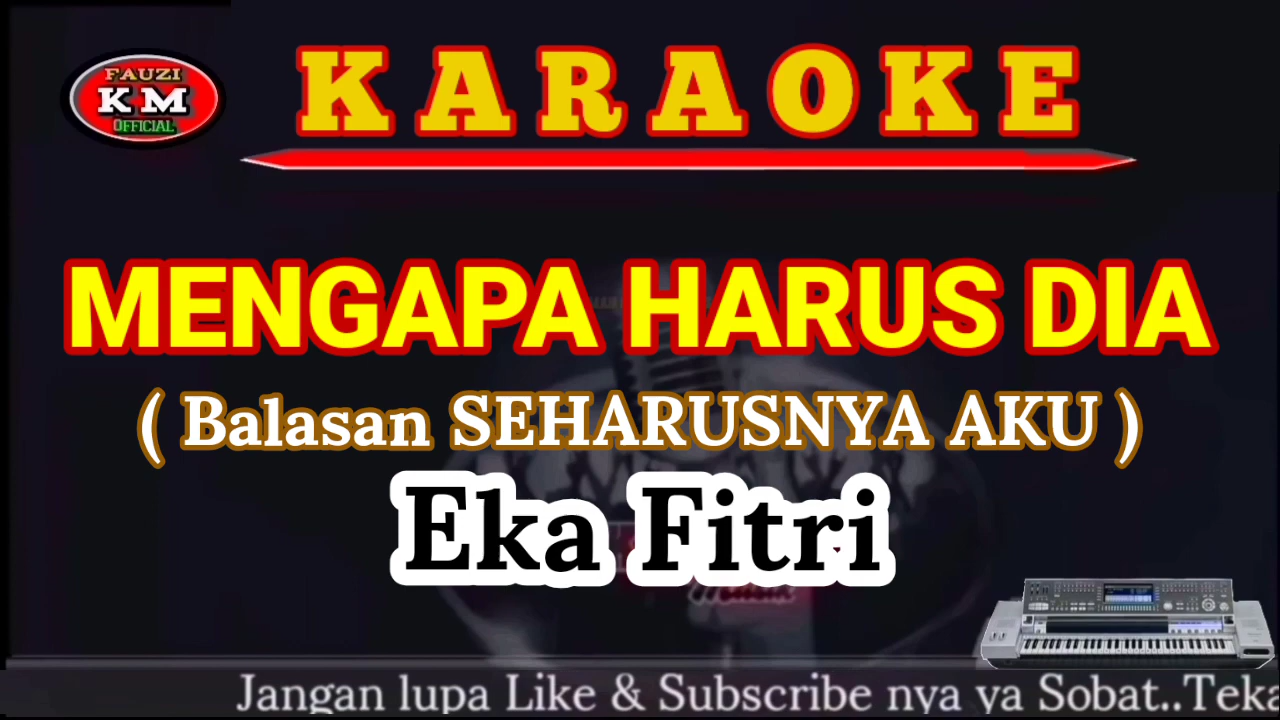 FAUZI
KM
OFFICIAL
KARAOKE
MENGAPA HARUS DIA
( Balasan SEHARUSNYA AKU )
Eka Fitri
Jangan lupa Like & Subscribe nya ya Sobat..Teka